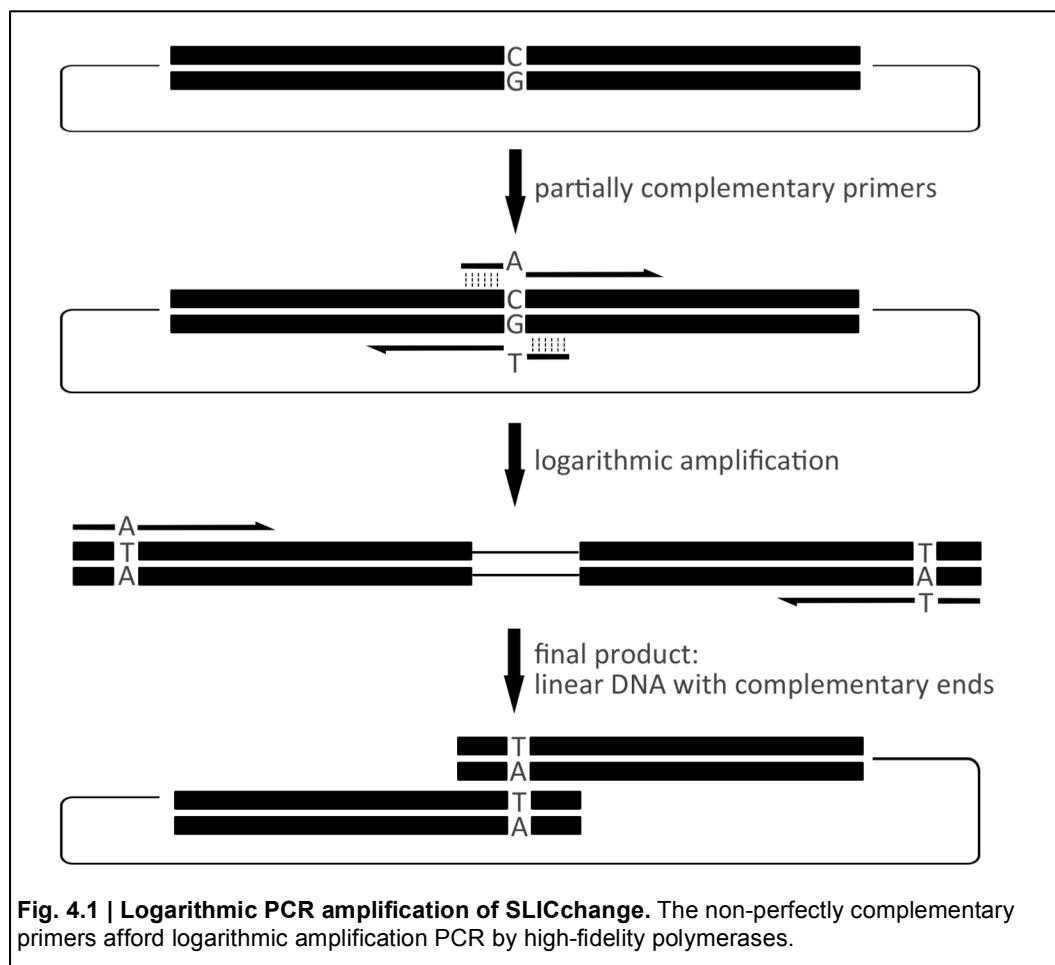 C
G
partially complementary primers
A
C
G
T
logarithmic amplification
A
T T
A A
T
final product:
linear DNA with complementary ends
T
A
T
A
Fig. 4.1 | Logarithmic PCR amplification of SLICchange. The non-perfectly complementary
primers afford logarithmic amplification PCR by high-fidelity polymerases.